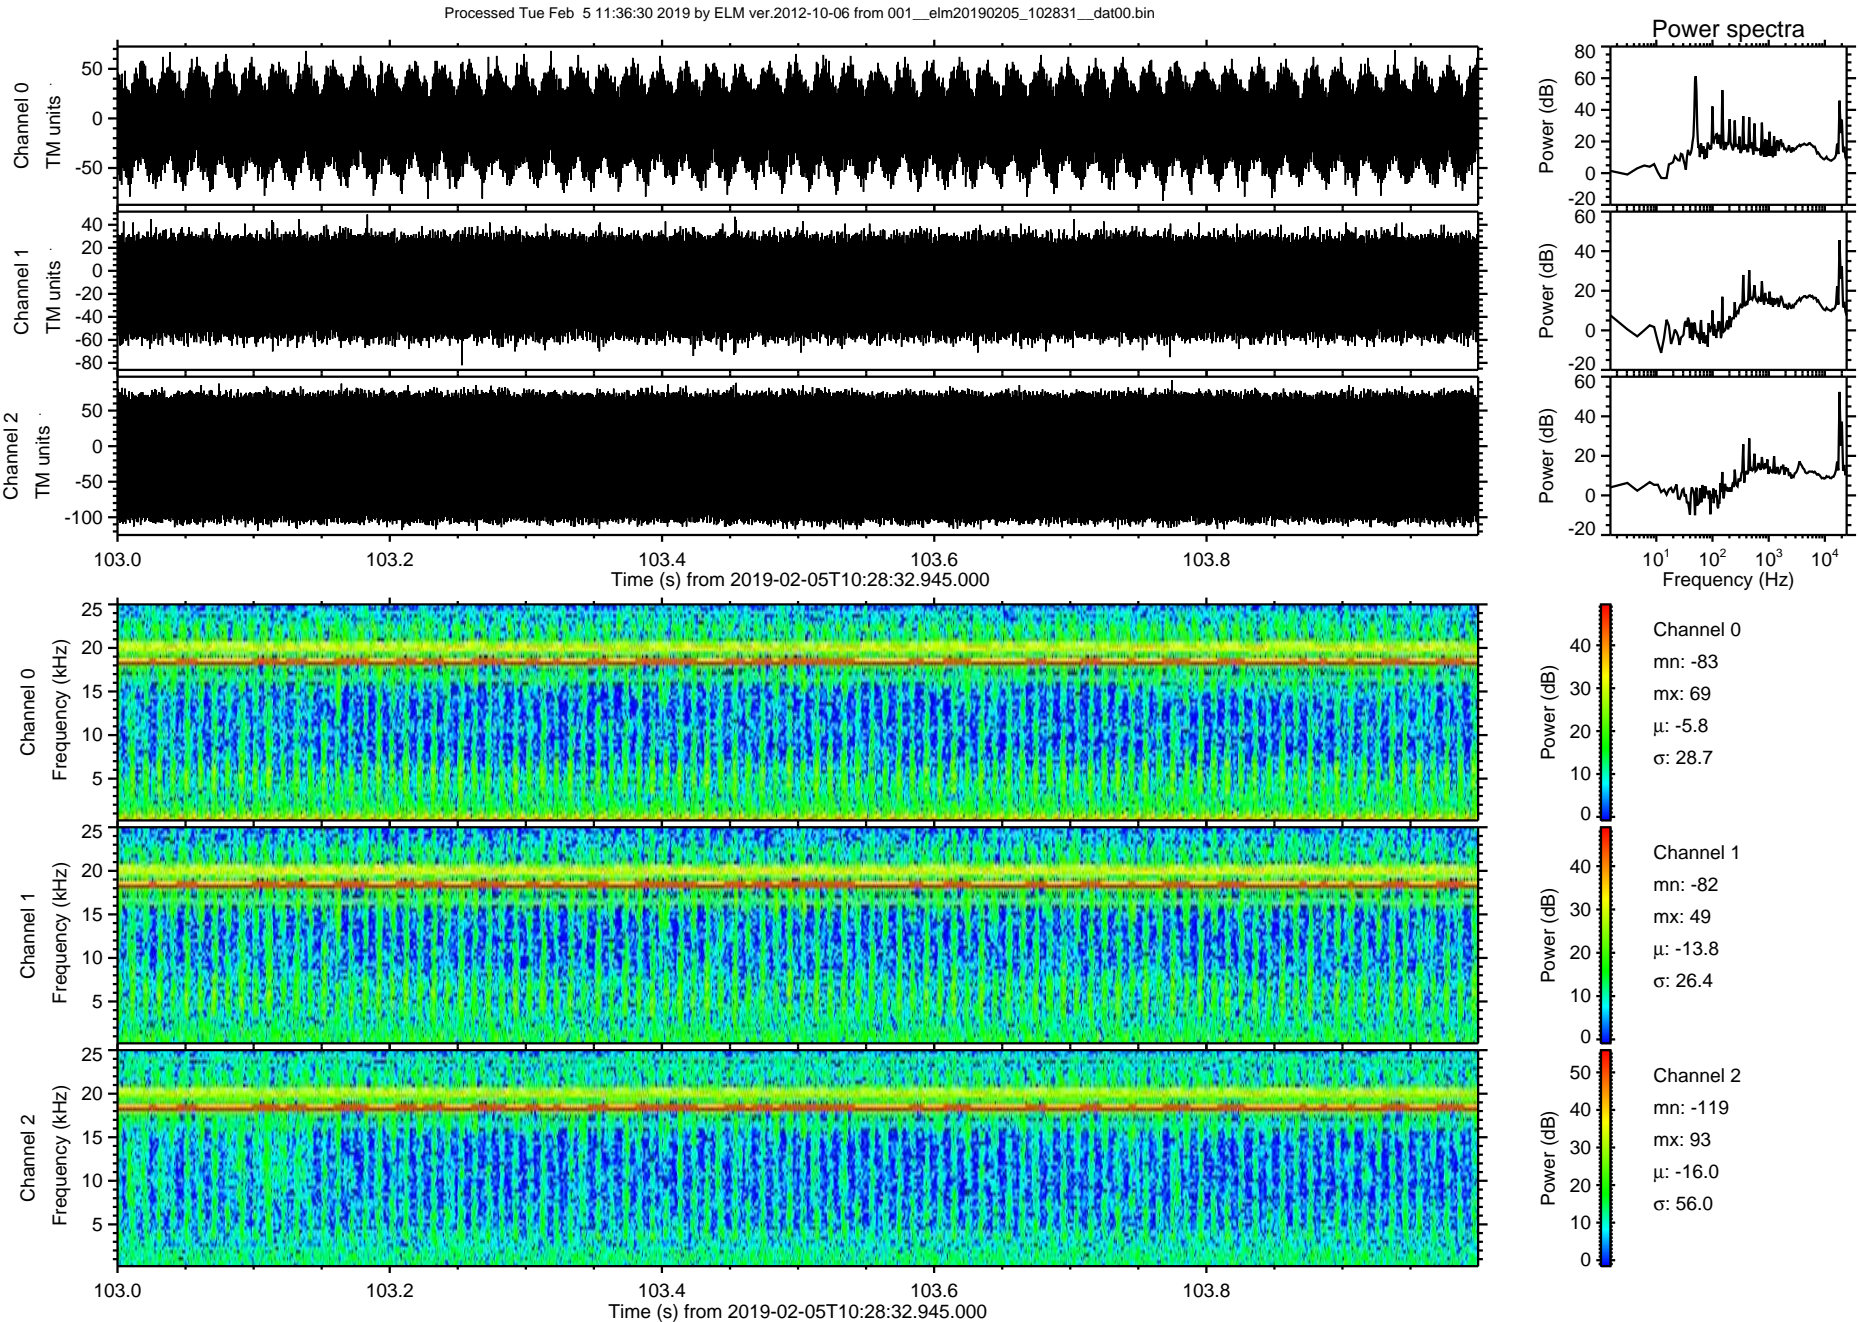 Processed Tue Feb  5 11:36:30 2019 by ELM ver.2012-10-06 from 001__elm20190205_102831__dat00.bin
Power spectra
Channel 0
TM units
50
0
-50
Power (dB)
80
60
40
20
0
-20
Channel 1
TM units
40
20
0
-20
-40
-60
-80
Power (dB)
60
40
20
0
-20
Channel 2
TM units
50
0
-50
-100
Power (dB)
60
40
20
0
-20
103.0
103.2
103.4
103.6
103.8
Time (s) from 2019-02-05T10:28:32.945.000
10^1
10^2
10^3
10^4
Frequency (Hz)
Channel 0
Frequency (kHz)
25
20
15
10
5
Power (dB)
40
30
20
10
0
Channel 0
mn: -83
mx: 69
μ: -5.8
σ: 28.7
Channel 1
Frequency (kHz)
25
20
15
10
5
Power (dB)
40
30
20
10
0
Channel 1
mn: -82
mx: 49
μ: -13.8
σ: 26.4
Channel 2
Frequency (kHz)
25
20
15
10
5
Power (dB)
50
40
30
20
10
0
Channel 2
mn: -119
mx: 93
μ: -16.0
σ: 56.0
103.0
103.2
103.4
103.6
103.8
Time (s) from 2019-02-05T10:28:32.945.000